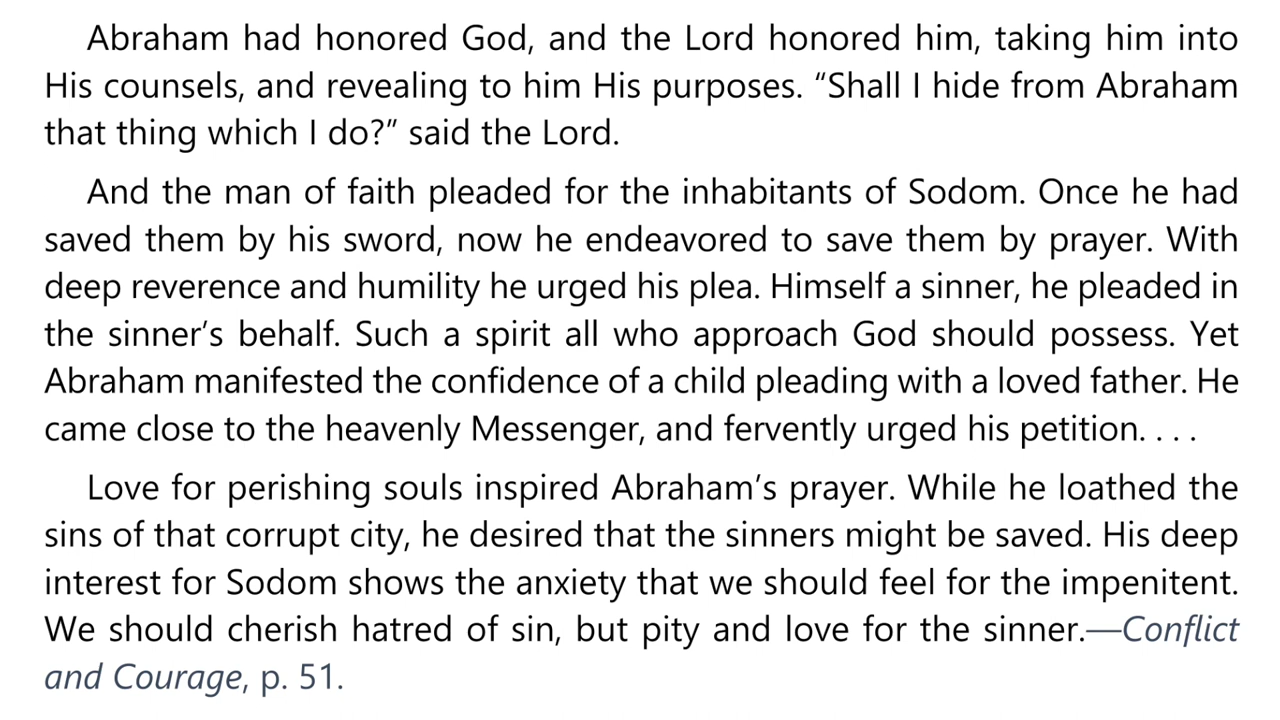 Abraham had honored God, and the Lord honored him, taking him into
His counsels, and revealing to him His purposes. “Shall I hide from Abraham
that thing which I do?” said the Lord.
And the man of faith pleaded for the inhabitants of Sodom. Once he had
saved them by his sword, now he endeavored to save them by prayer. With
deep reverence and humility he urged his plea. Himself a sinner, he pleaded in
the sinner’s behalf. Such a spirit all who approach God should possess. Yet
Abraham manifested the confidence of a child pleading with a loved father. He
came close to the heavenly Messenger, and fervently urged his petition. . . .
Love for perishing souls inspired Abraham’s prayer. While he loathed the
sins of that corrupt city, he desired that the sinners might be saved. His deep
interest for Sodom shows the anxiety that we should feel for the impenitent.
We should cherish hatred of sin, but pity and love for the sinner.—Conflict
and Courage, p. 51.